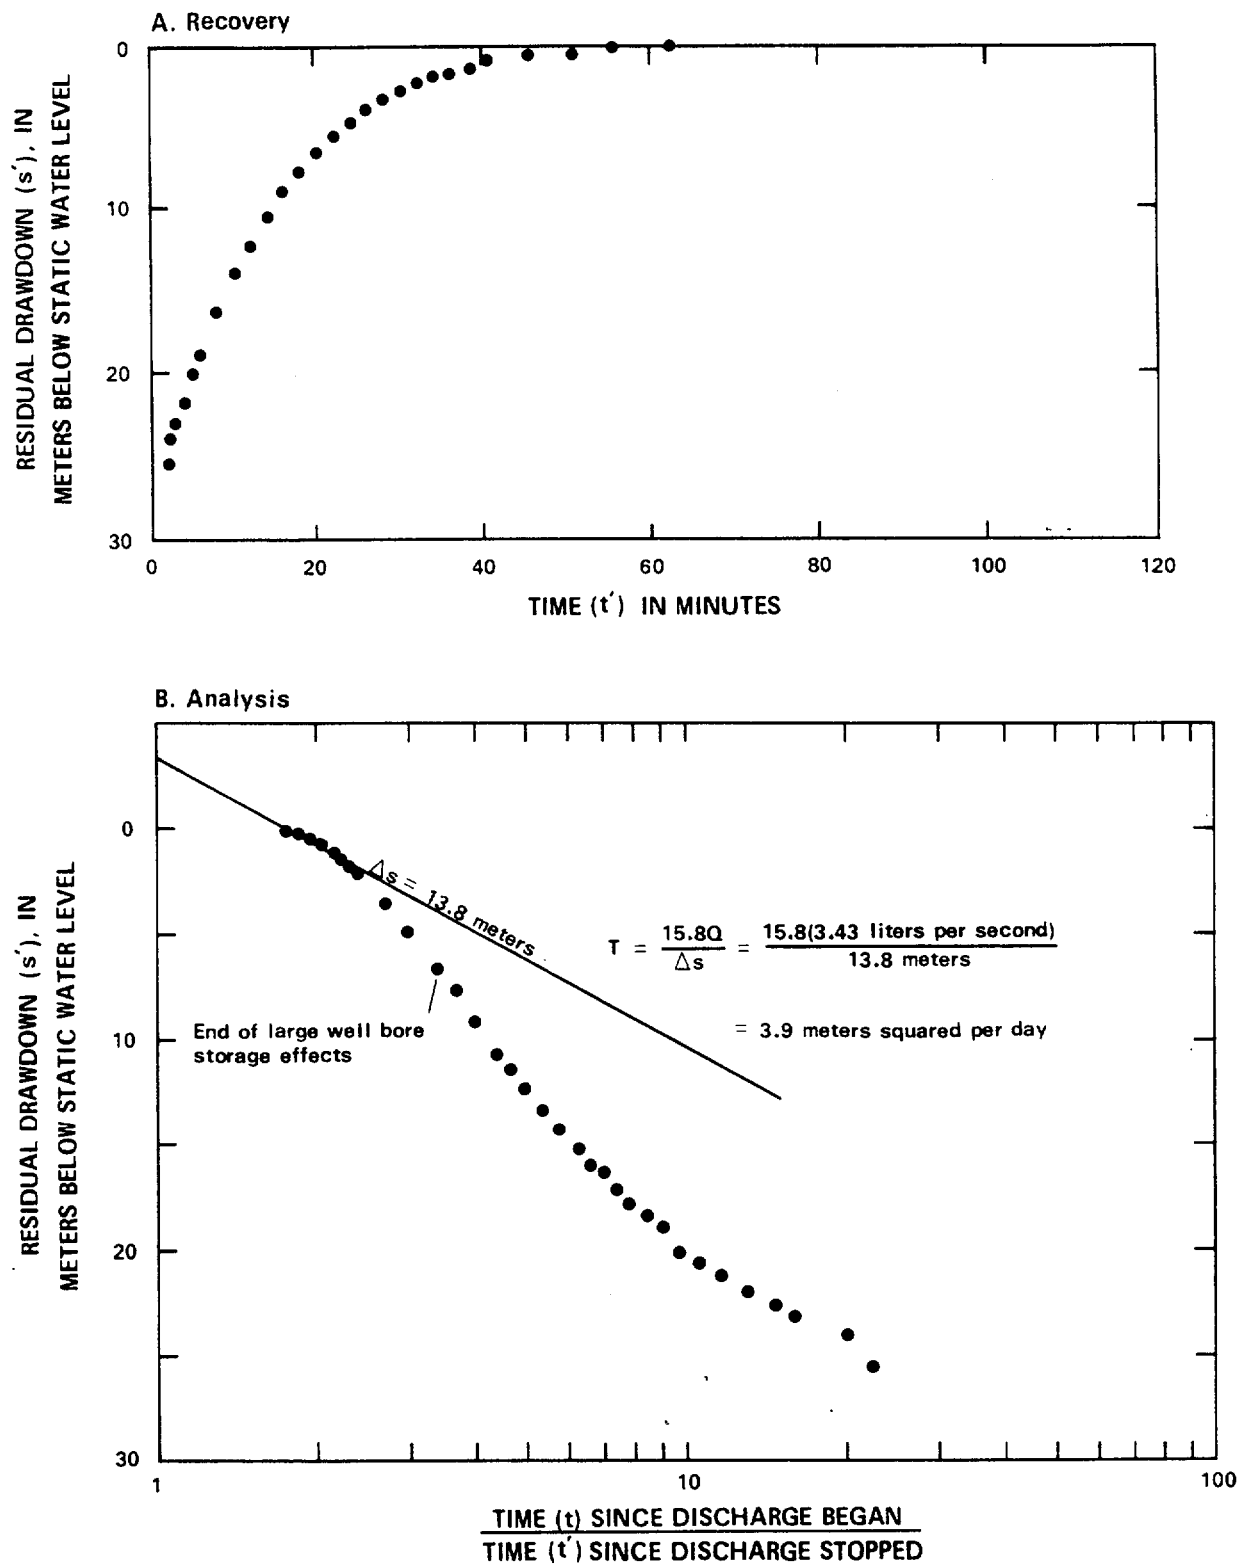 A. Recovery
RESIDUAL DRAWDOWN (s′), IN
METERS BELOW STATIC WATER LEVEL
0
10
20
30
0 20 40 60 80 100 120
TIME (t′) IN MINUTES
B. Analysis
RESIDUAL DRAWDOWN (s′), IN
METERS BELOW STATIC WATER LEVEL
0
10
20
30
Δs = 13.8 meters
T = 15.8Q / Δs = 15.8(3.43 liters per second) / 13.8 meters
= 3.9 meters squared per day
End of large well bore
storage effects
1 10 100
TIME (t) SINCE DISCHARGE BEGAN
TIME (t′) SINCE DISCHARGE STOPPED